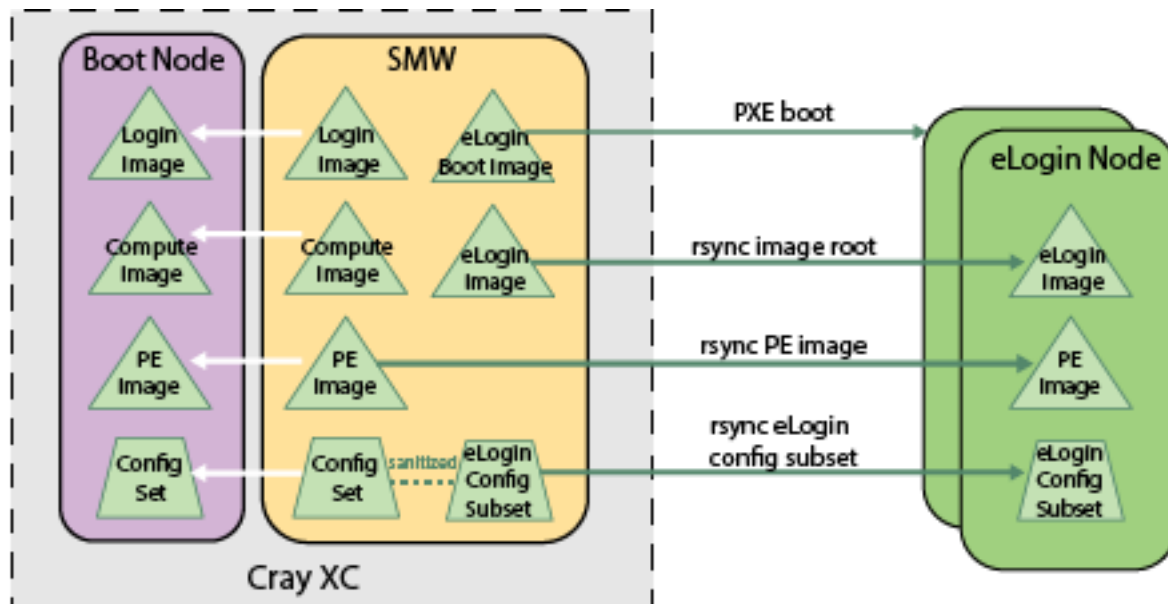 Boot Node
SMW
Login
Image
Login
Image
eLogin
Boot Image
PXE boot
eLogin Node
Compute
Image
Compute
Image
eLogin
Image
rsync image root
eLogin
Image
PE
Image
PE
Image
rsync PE image
PE
Image
Config
Set
Config
Set
sanitized
eLogin
Config
Subset
rsync eLogin
config subset
eLogin
Config
Subset
Cray XC